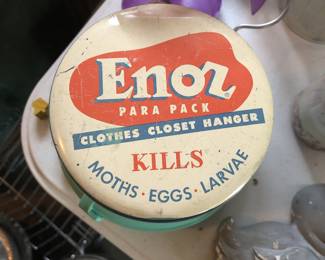 Enoz
PARA PACK
CLOTHES CLOSET HANGER
KILLS
MOTHS · EGGS · LARVAE